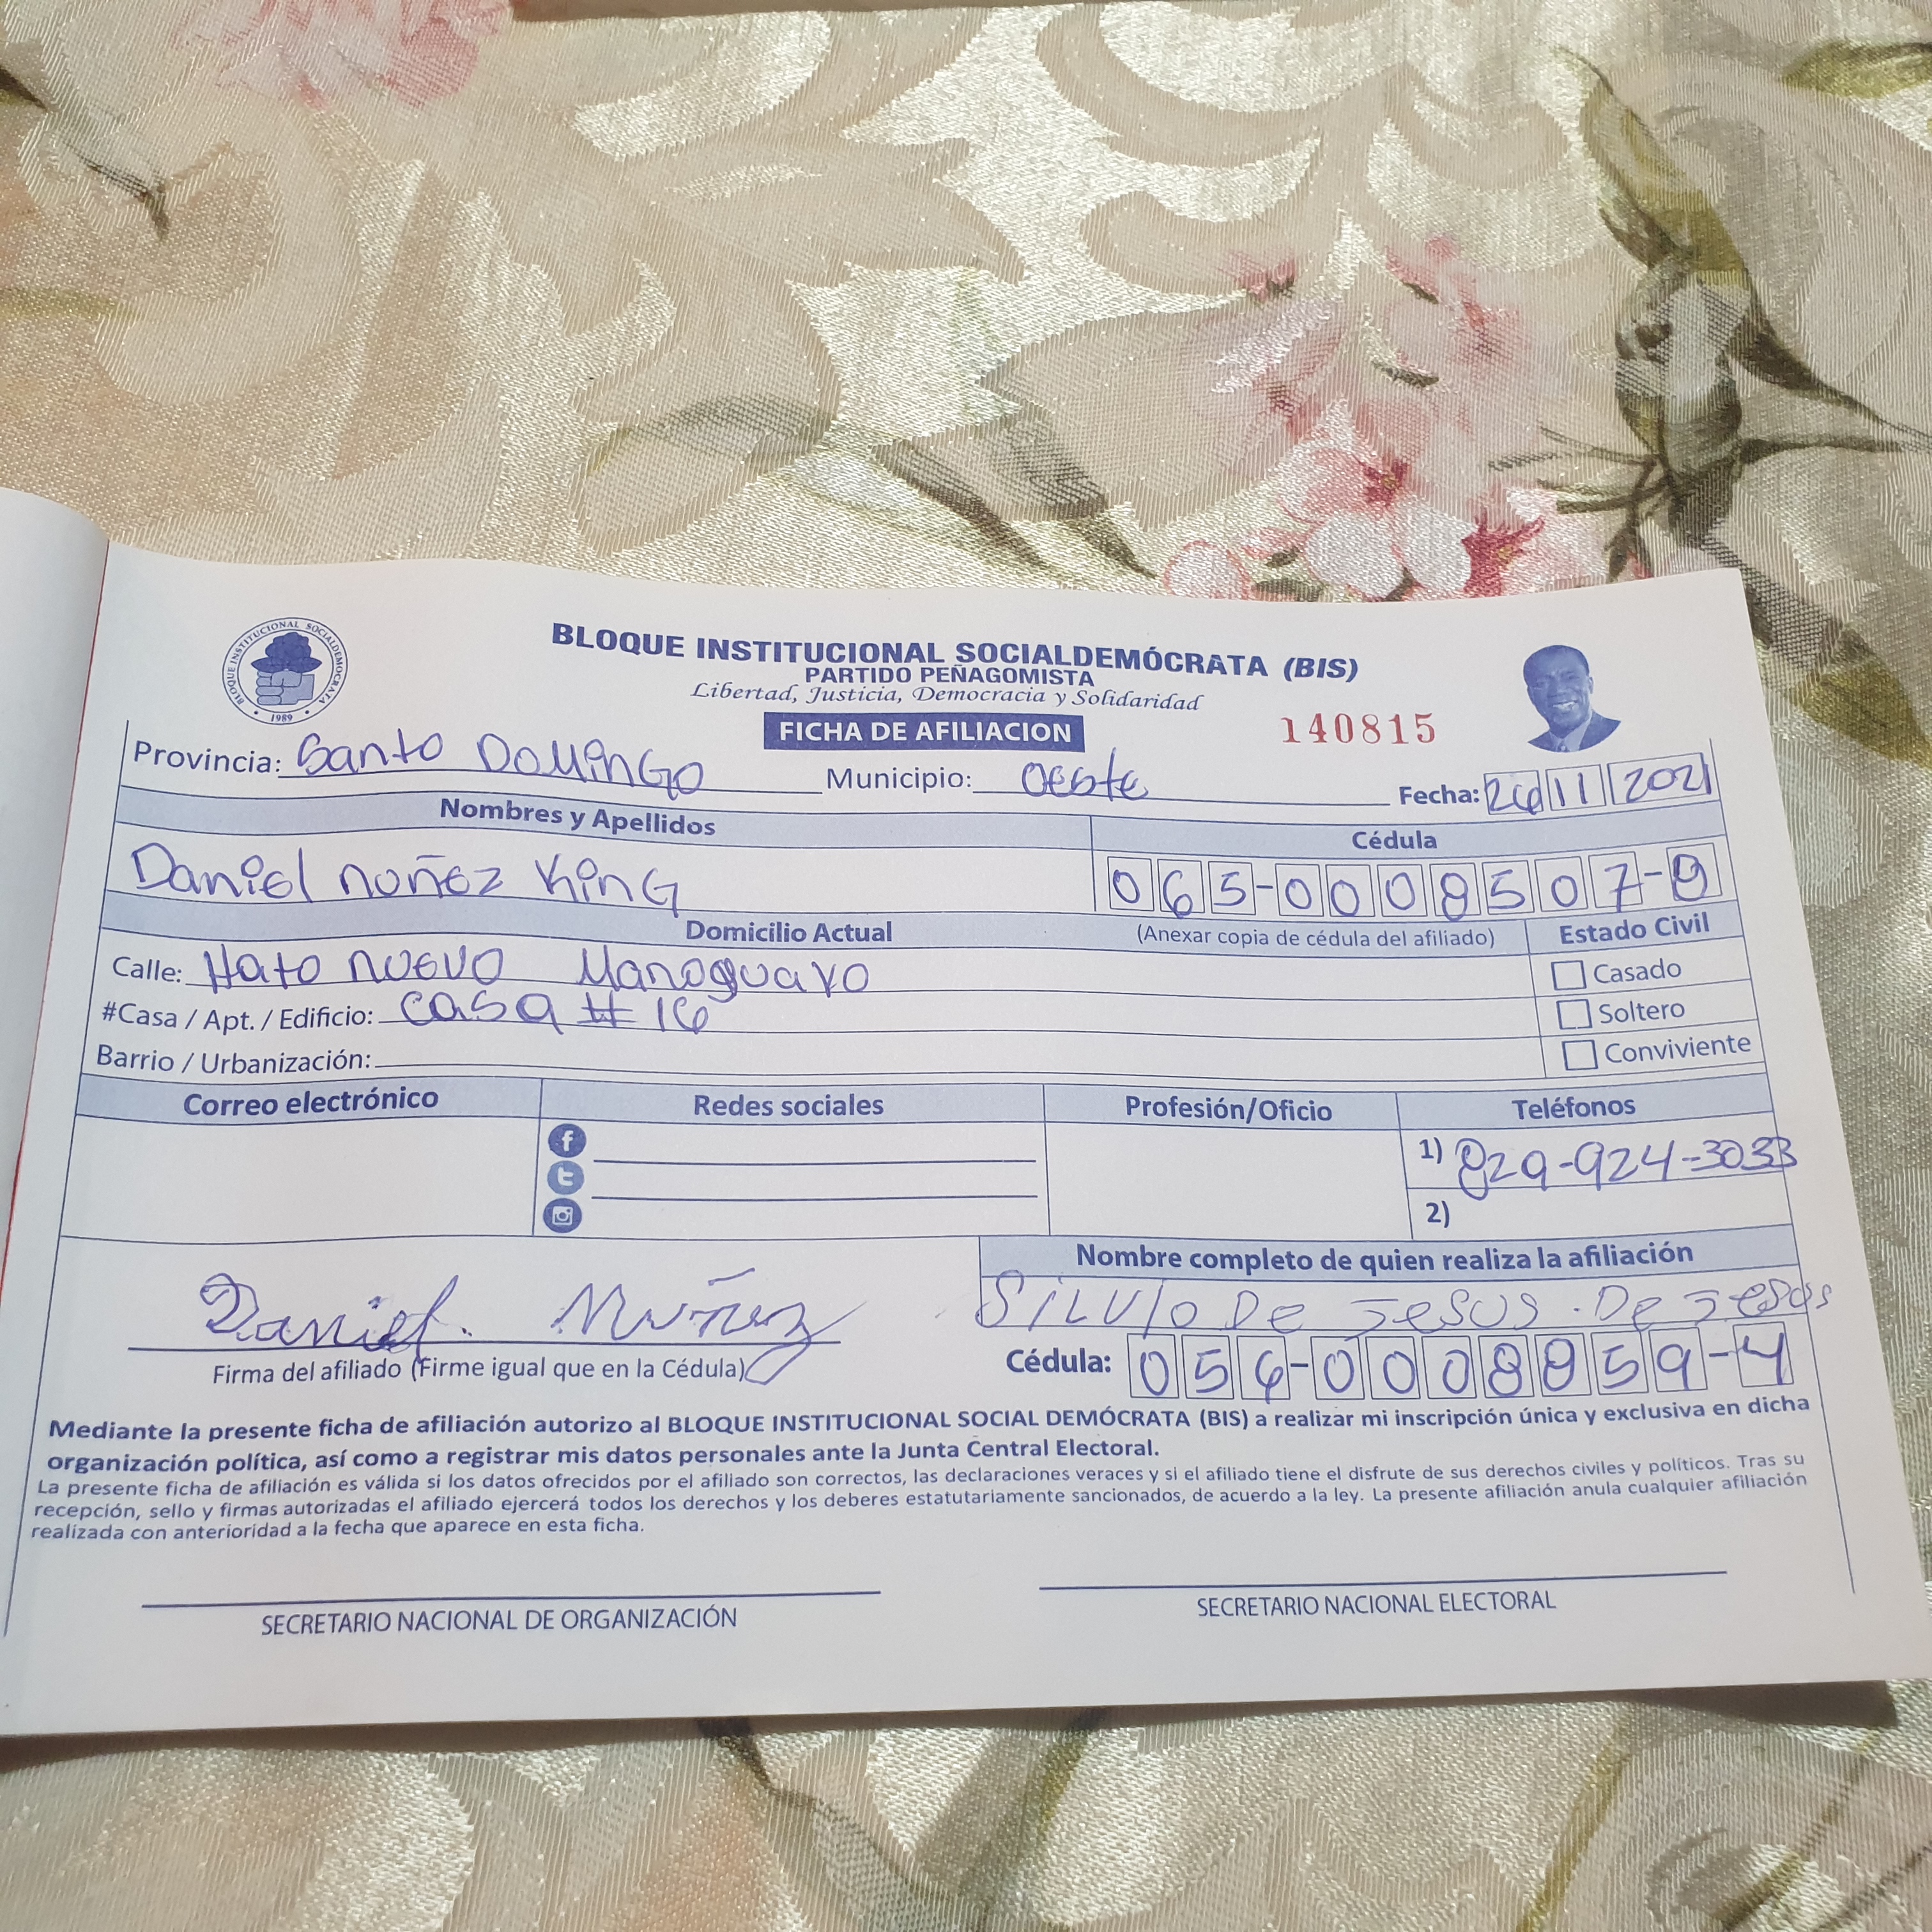 BLOQUE INSTITUCIONAL SOCIALDEMÓCRATA
1989
BLOQUE INSTITUCIONAL SOCIALDEMÓCRATA (BIS)
PARTIDO PEÑAGOMISTA
Libertad, Justicia, Democracia y Solidaridad
FICHA DE AFILIACION
140815
Provincia: Santo DominGo Municipio: Oeste Fecha: 26 11 2021
Nombres y Apellidos Cédula
Daniel nuñez KinG 065-0008507-8
Domicilio Actual (Anexar copia de cédula del afiliado) Estado Civil
Calle: Hato nuevo Manoguayo Casado
#Casa / Apt. / Edificio: casa # 16 Soltero
Barrio / Urbanización: Conviviente
Correo electrónico Redes sociales Profesión/Oficio Teléfonos
1) 829-924-3033
2)
Nombre completo de quien realiza la afiliación
Daniel. Nuñez SiLVIo De Jesus. De Jesus
Firma del afiliado (Firme igual que en la Cédula) Cédula: 056-0008859-4
Mediante la presente ficha de afiliación autorizo al BLOQUE INSTITUCIONAL SOCIAL DEMÓCRATA (BIS) a realizar mi inscripción única y exclusiva en dicha
organización política, así como a registrar mis datos personales ante la Junta Central Electoral.
La presente ficha de afiliación es válida si los datos ofrecidos por el afiliado son correctos, las declaraciones veraces y si el afiliado tiene el disfrute de sus derechos civiles y políticos. Tras su
recepción, sello y firmas autorizadas el afiliado ejercerá todos los derechos y los deberes estatutariamente sancionados, de acuerdo a la ley. La presente afiliación anula cualquier afiliación
realizada con anterioridad a la fecha que aparece en esta ficha.
SECRETARIO NACIONAL DE ORGANIZACIÓN SECRETARIO NACIONAL ELECTORAL